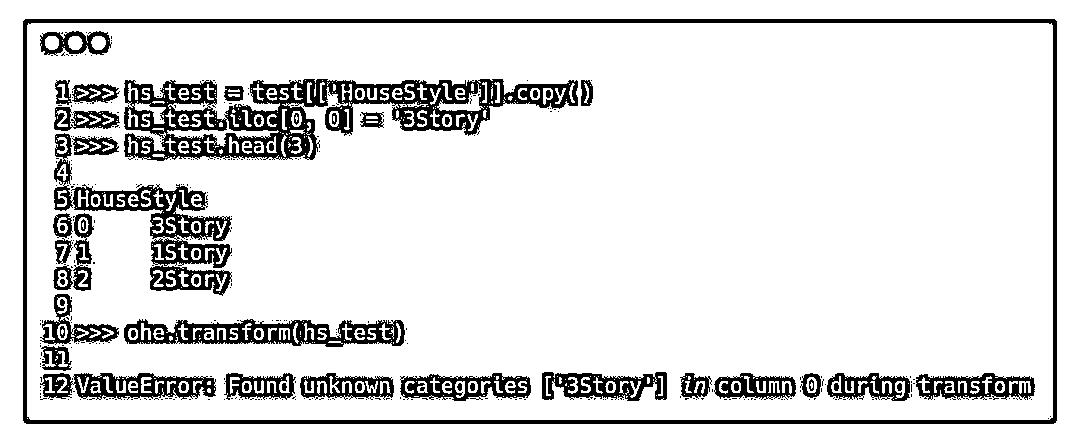 1 >>> hs_test = test[['HouseStyle']].copy()
2 >>> hs_test.iloc[0, 0] = '3Story'
3 >>> hs_test.head(3)
4
5 HouseStyle
6 0 3Story
7 1 1Story
8 2 2Story
9
10 >>> ohe.transform(hs_test)
11
12 ValueError: Found unknown categories ['3Story'] in column 0 during transform